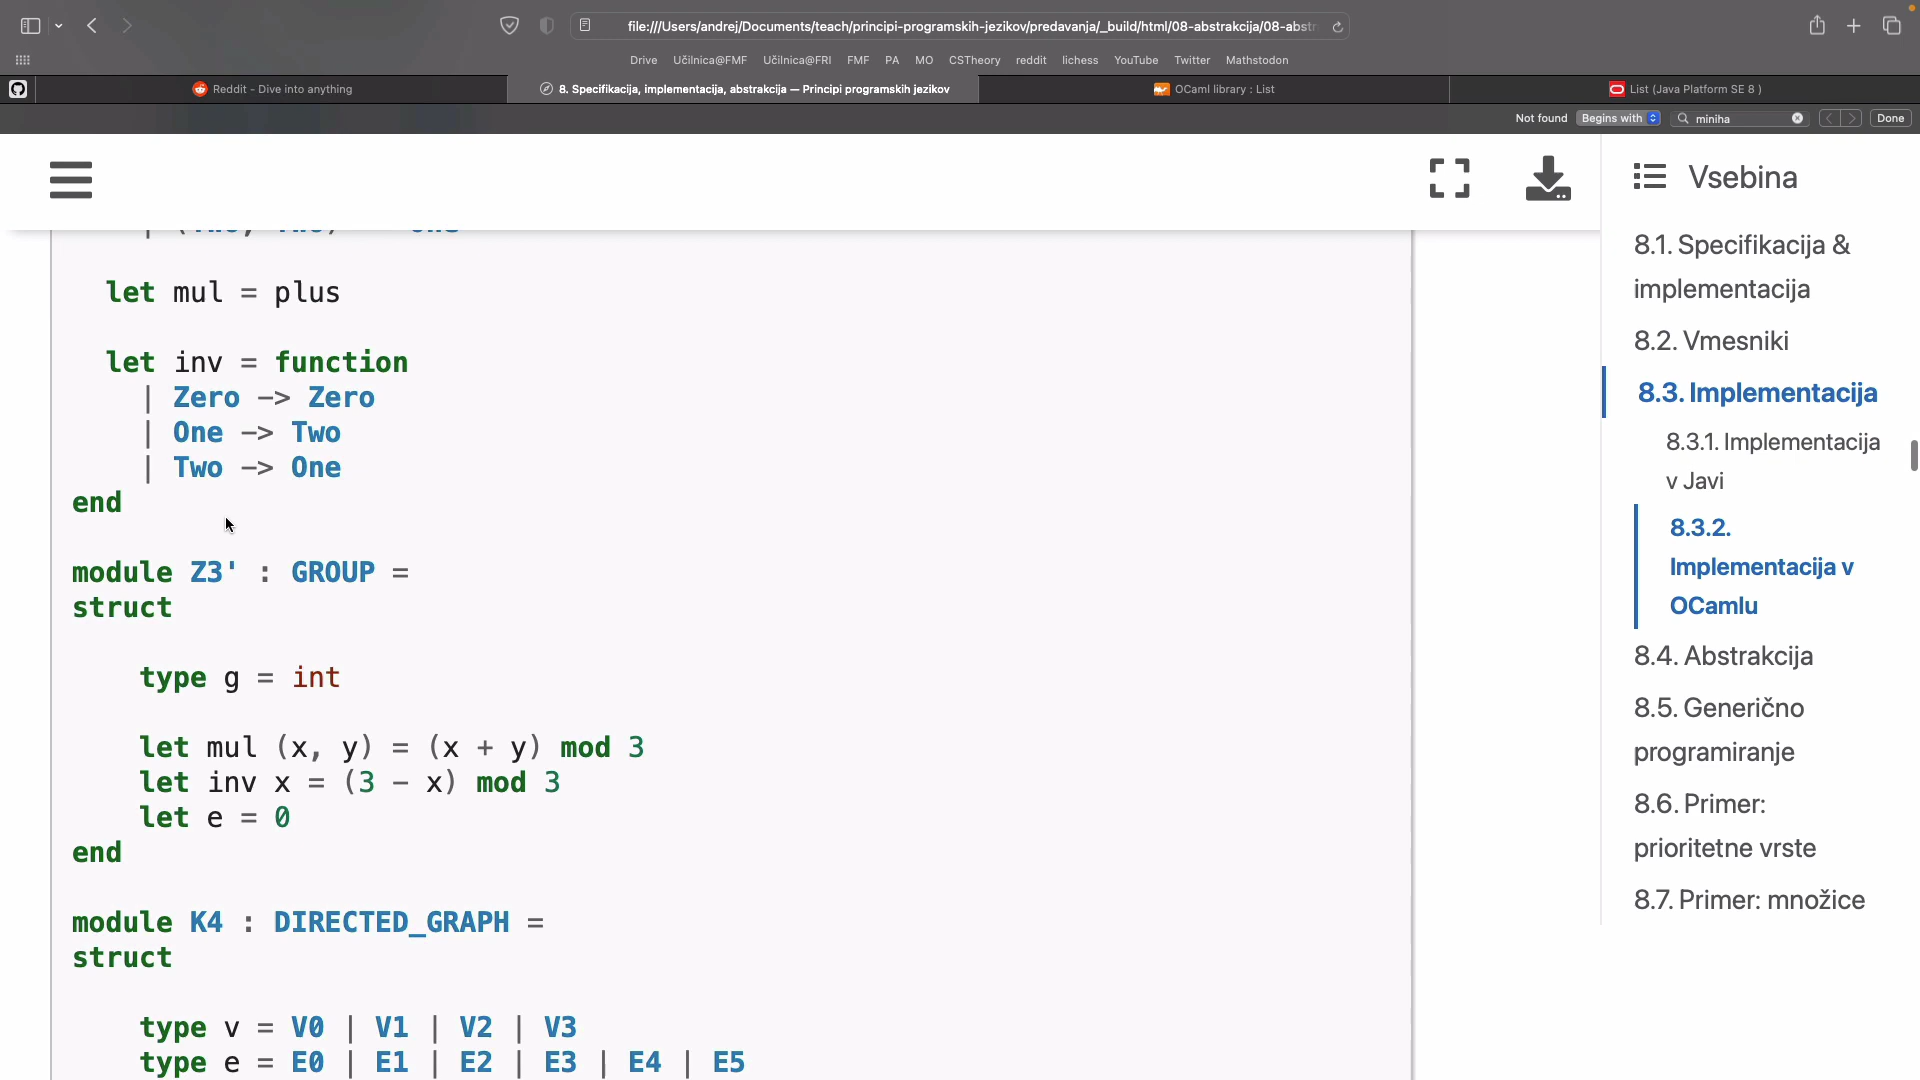 file:///Users/andrej/Documents/teach/principi-programskih-jezikov/predavanja/_build/html/08-abstrakcija/08-abstr
Drive Učilnica@FMF Učilnica@FRI FMF PA MO CSTheory reddit lichess YouTube Twitter Mathstodon
Reddit - Dive into anything
8. Specifikacija, implementacija, abstrakcija — Principi programskih jezikov
OCaml library : List
List (Java Platform SE 8 )
Not found Begins with miniha Done
let mul = plus
let inv = function
| Zero -> Zero
| One -> Two
| Two -> One
end
module Z3' : GROUP =
struct
type g = int
let mul (x, y) = (x + y) mod 3
let inv x = (3 - x) mod 3
let e = 0
end
module K4 : DIRECTED_GRAPH =
struct
type v = V0 | V1 | V2 | V3
type e = E0 | E1 | E2 | E3 | E4 | E5
Vsebina
8.1. Specifikacija &
implementacija
8.2. Vmesniki
8.3. Implementacija
8.3.1. Implementacija
v Javi
8.3.2.
Implementacija v
OCamlu
8.4. Abstrakcija
8.5. Generično
programiranje
8.6. Primer:
prioritetne vrste
8.7. Primer: množice